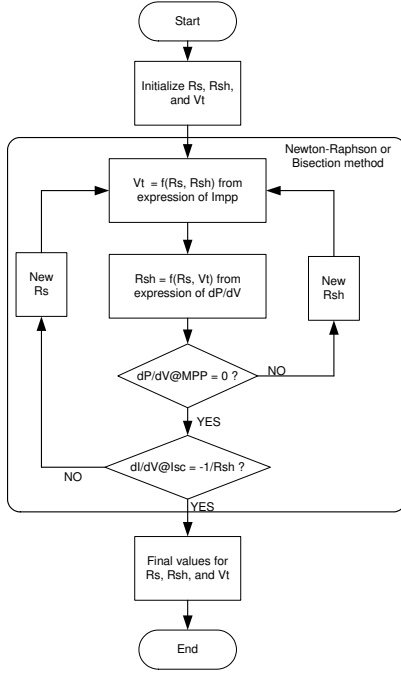 Start
Initialize Rs, Rsh,
and Vt
Newton-Raphson or
Bisection method
Vt = f(Rs, Rsh) from
expression of Impp
New
Rs
Rsh = f(Rs, Vt) from
expression of dP/dV
New
Rsh
dP/dV@MPP = 0 ?
NO
YES
dI/dV@Isc = -1/Rsh ?
NO
YES
Final values for
Rs, Rsh, and Vt
End